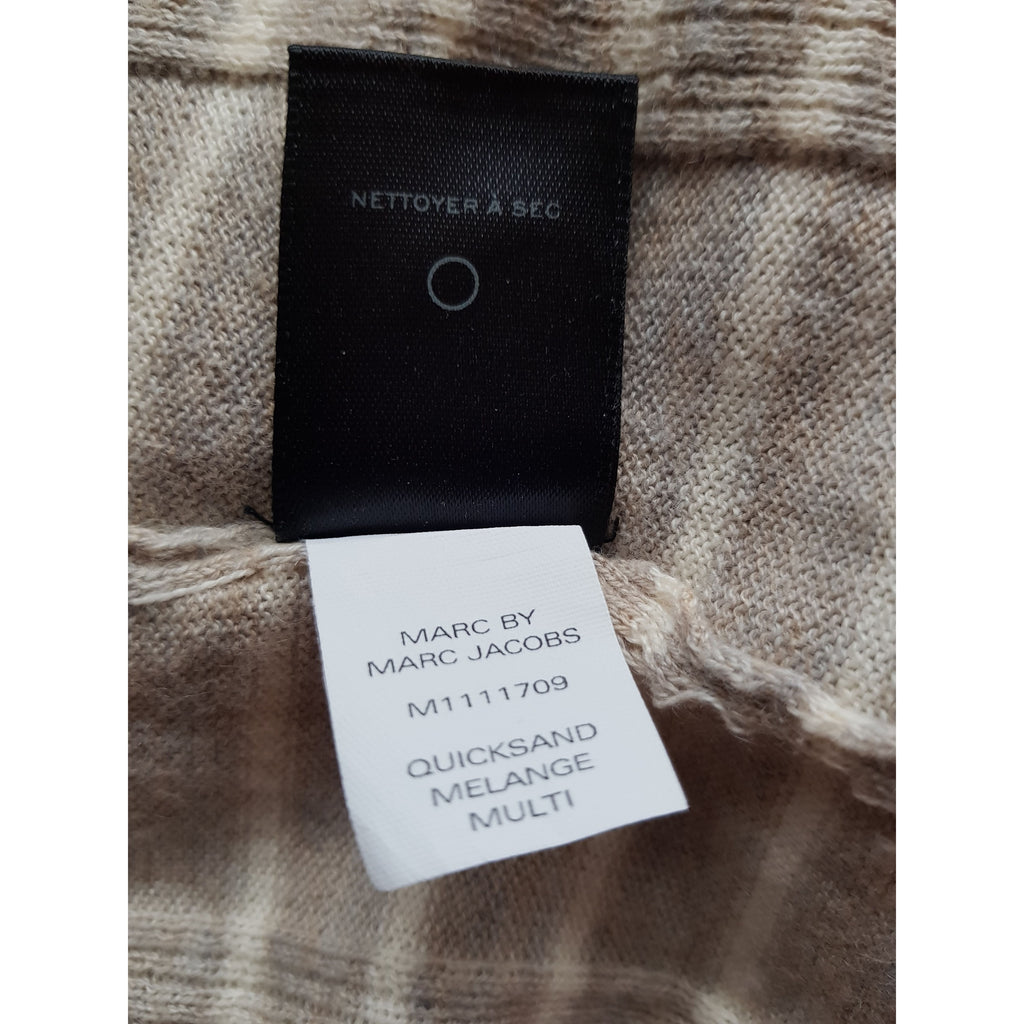 NETTOYER À SEC
MARC BY
MARC JACOBS
M1111709
QUICKSAND
MELANGE
MULTI